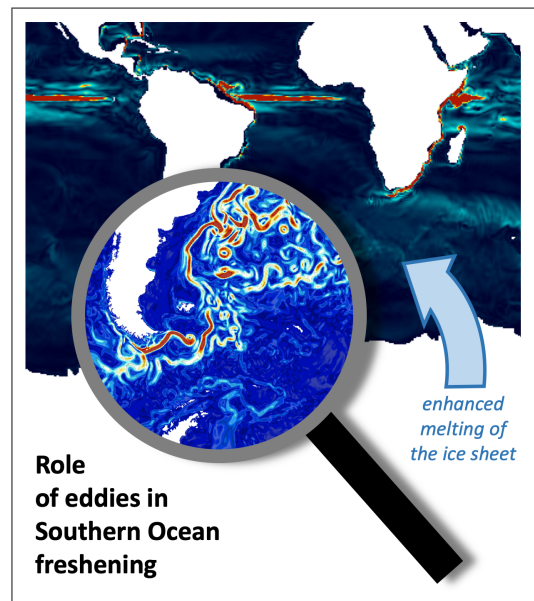 enhanced
melting of
the ice sheet
Role
of eddies in
Southern Ocean
freshening